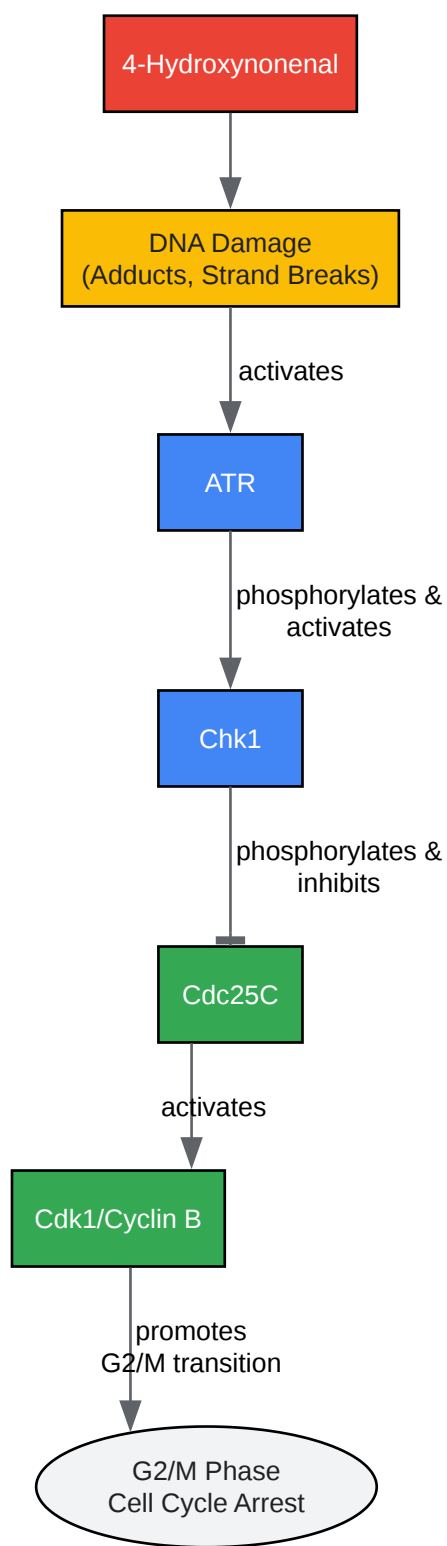 4-Hydroxynonenal
DNA Damage
(Adducts, Strand Breaks)
activates
ATR
phosphorylates &
activates
Chk1
phosphorylates &
inhibits
Cdc25C
activates
Cdk1/Cyclin B
promotes
G2/M transition
G2/M Phase
Cell Cycle Arrest